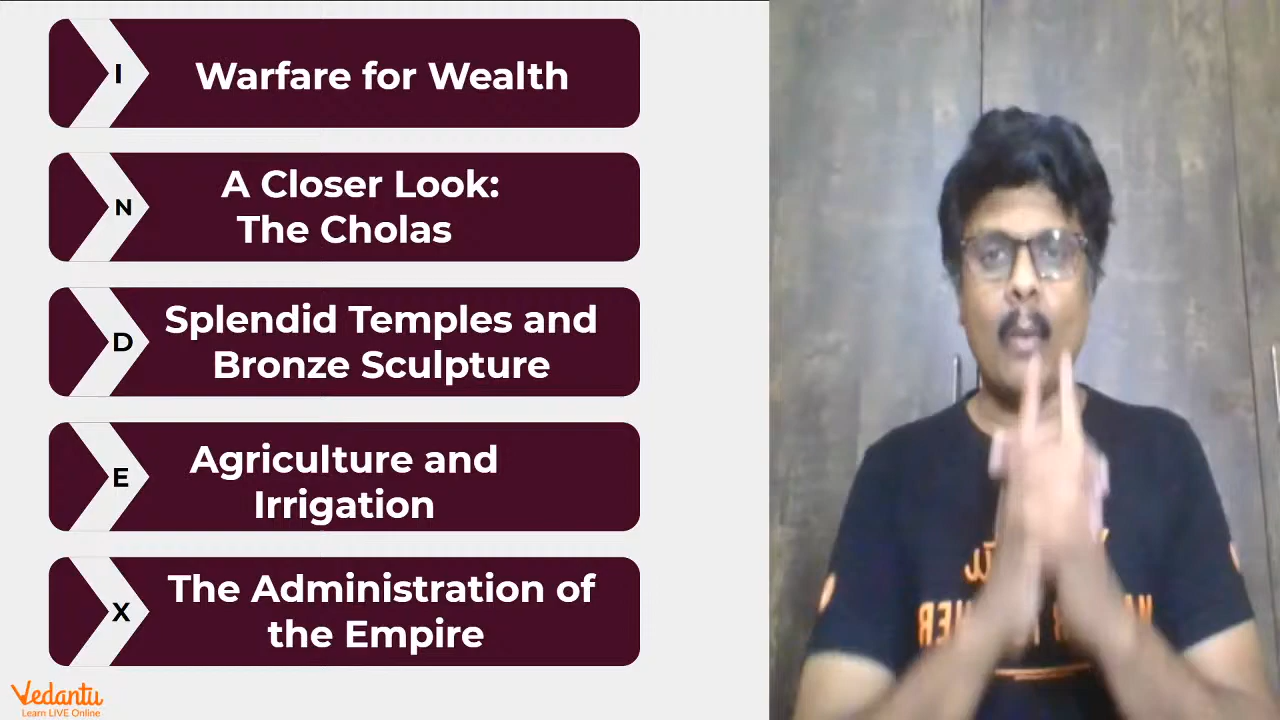 I
Warfare for Wealth
N
A Closer Look:
The Cholas
D
Splendid Temples and
Bronze Sculpture
E
Agriculture and
Irrigation
X
The Administration of
the Empire
Vedantu
Learn LIVE Online